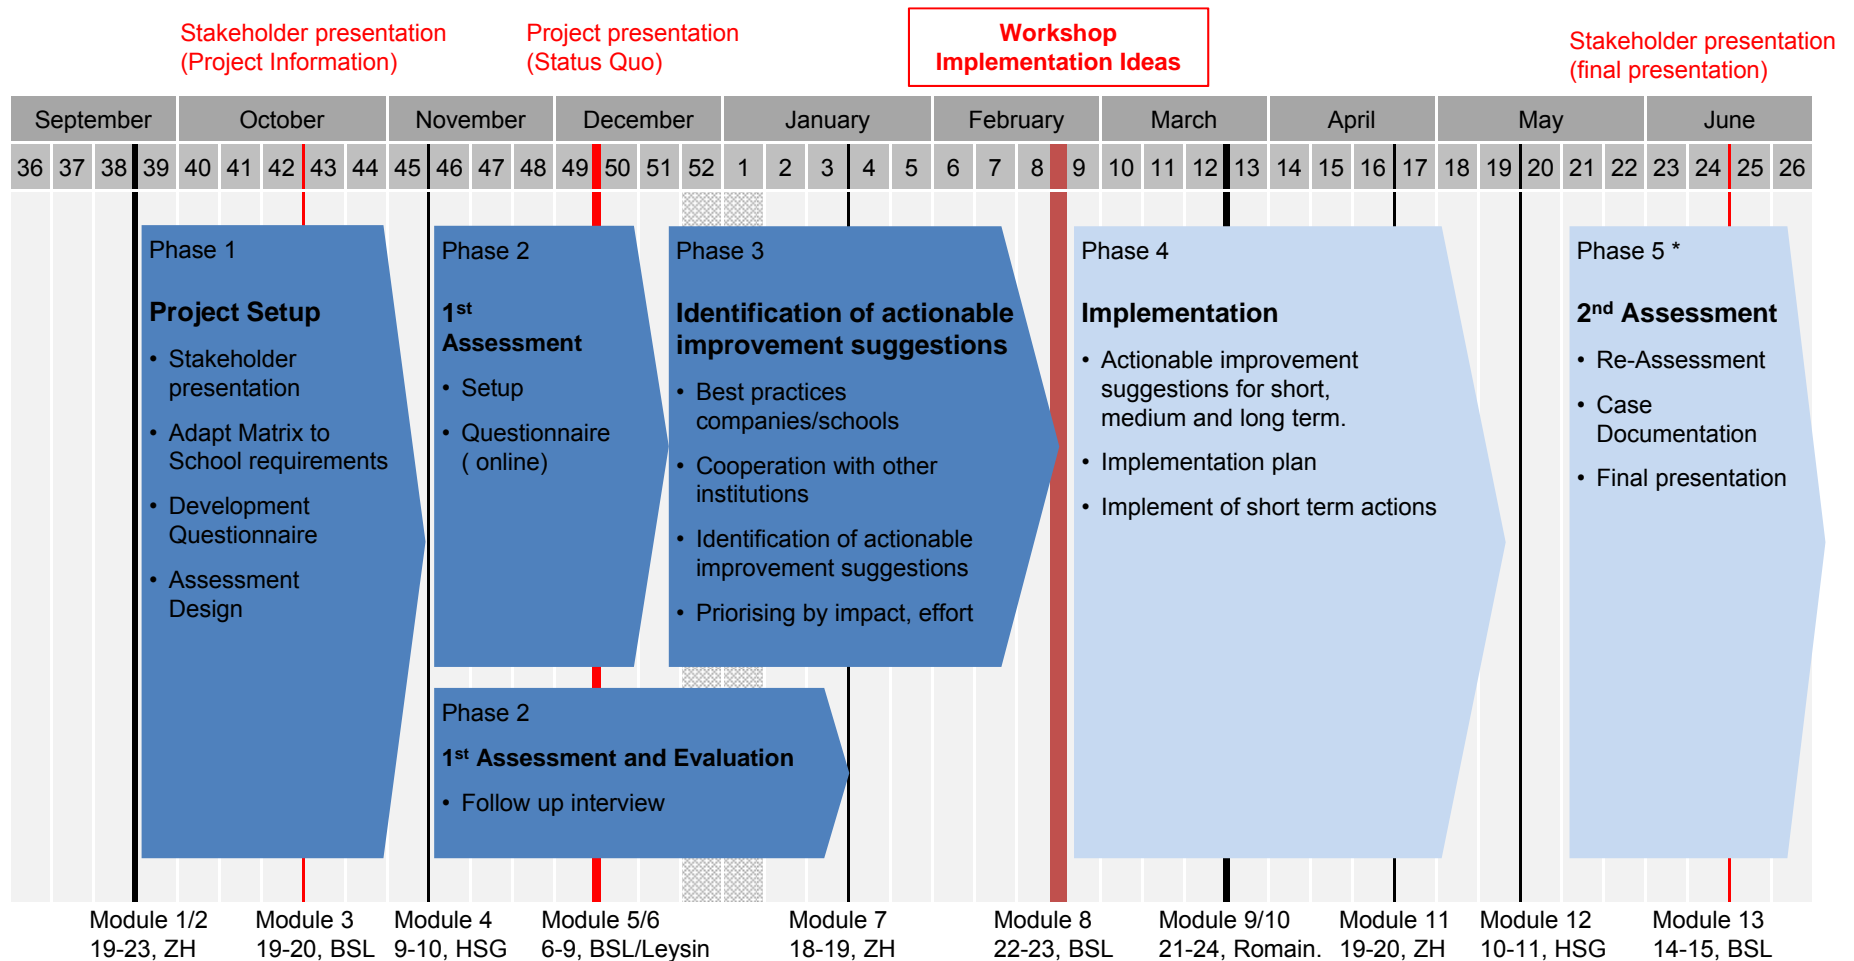 Stakeholder presentation
(Project Information)
Project presentation
(Status Quo)
Workshop
Implementation Ideas
Stakeholder presentation
(final presentation)
September October November December January February March April May June
36 37 38 39 40 41 42 43 44 45 46 47 48 49 50 51 52 1 2 3 4 5 6 7 8 9 10 11 12 13 14 15 16 17 18 19 20 21 22 23 24 25 26
Phase 1
Project Setup
• Stakeholder
presentation
• Adapt Matrix to
School requirements
• Development
Questionnaire
• Assessment
Design
Phase 2
1st
Assessment
• Setup
• Questionnaire
( online)
Phase 3
Identification of actionable
improvement suggestions
• Best practices
companies/schools
• Cooperation with other
institutions
• Identification of actionable
improvement suggestions
• Priorising by impact, effort
Phase 2
1st Assessment and Evaluation
• Follow up interview
Phase 4
Implementation
• Actionable improvement
suggestions for short,
medium and long term.
• Implementation plan
• Implement of short term actions
Phase 5 *
2nd Assessment
• Re-Assessment
• Case
Documentation
• Final presentation
Module 1/2
19-23, ZH
Module 3
19-20, BSL
Module 4
9-10, HSG
Module 5/6
6-9, BSL/Leysin
Module 7
18-19, ZH
Module 8
22-23, BSL
Module 9/10
21-24, Romain.
Module 11
19-20, ZH
Module 12
10-11, HSG
Module 13
14-15, BSL